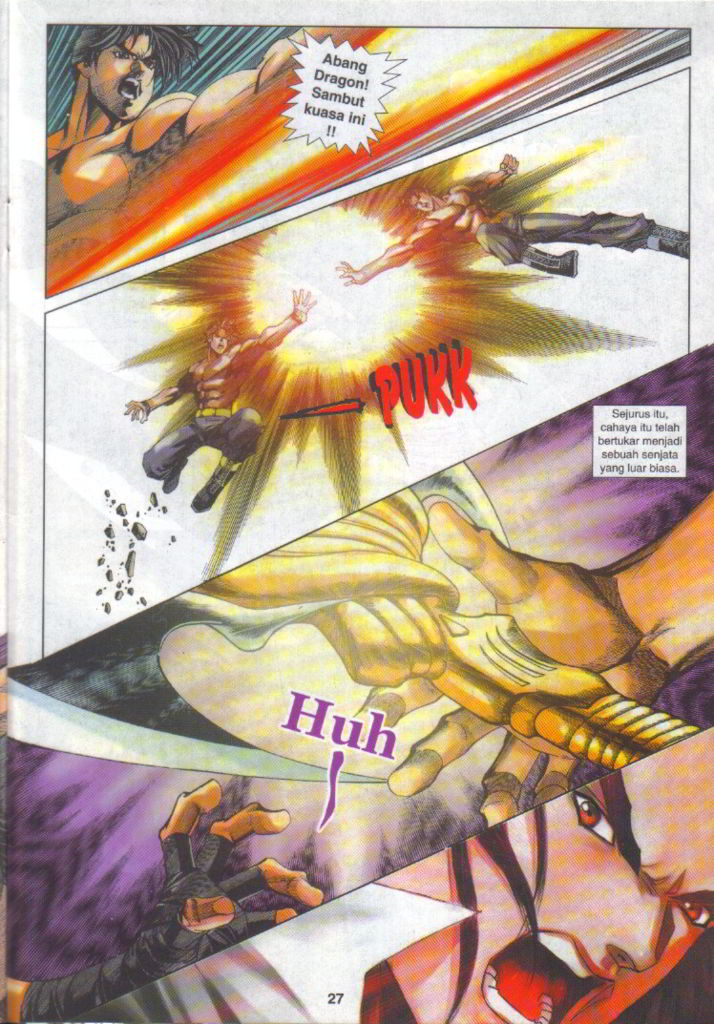 Abang
Dragon!
Sambut
kuasa ini
!!
PUKK
Sejurus itu,
cahaya itu telah
bertukar menjadi
sebuah senjata
yang luar biasa.
Huh
27